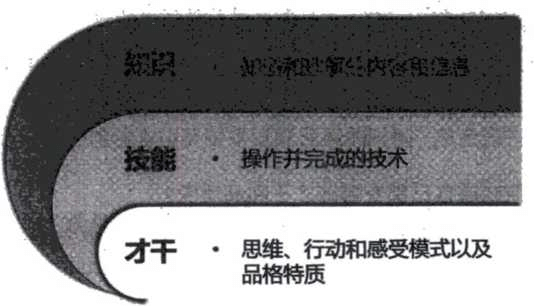 知识 · 知道和理解的内容和信息
技能 · 操作并完成的技术
才干 · 思维、行动和感受模式以及
品格特质